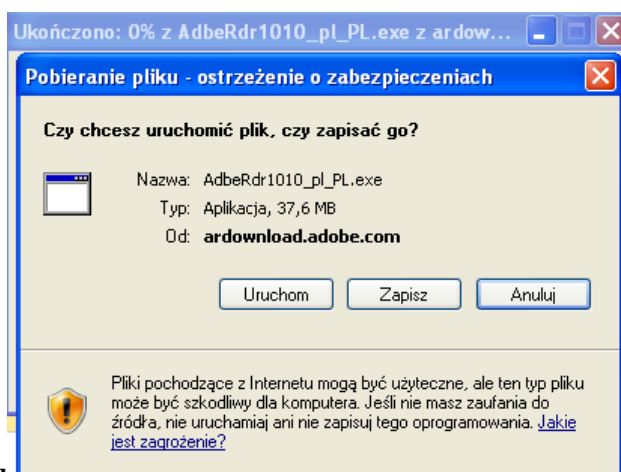 Ukończono: 0% z AdbeRdr1010_pl_PL.exe z ardow...
Pobieranie pliku - ostrzeżenie o zabezpieczeniach
Czy chcesz uruchomić plik, czy zapisać go?
Nazwa: AdbeRdr1010_pl_PL.exe
Typ: Aplikacja, 37,6 MB
Od: ardownload.adobe.com
Uruchom Zapisz Anuluj
Pliki pochodzące z Internetu mogą być użyteczne, ale ten typ pliku
może być szkodliwy dla komputera. Jeśli nie masz zaufania do
źródła, nie uruchamiaj ani nie zapisuj tego oprogramowania. Jakie
jest zagrożenie?